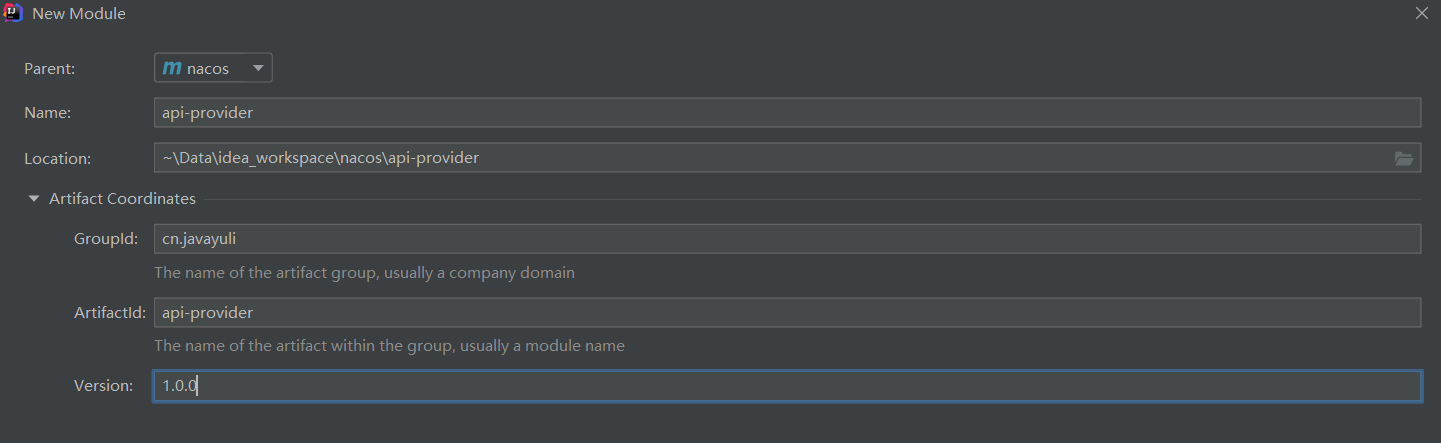 New Module
Parent: m nacos
Name: api-provider
Location: ~\Data\idea_workspace\nacos\api-provider
Artifact Coordinates
GroupId: cn.javayuli
The name of the artifact group, usually a company domain
ArtifactId: api-provider
The name of the artifact within the group, usually a module name
Version: 1.0.0